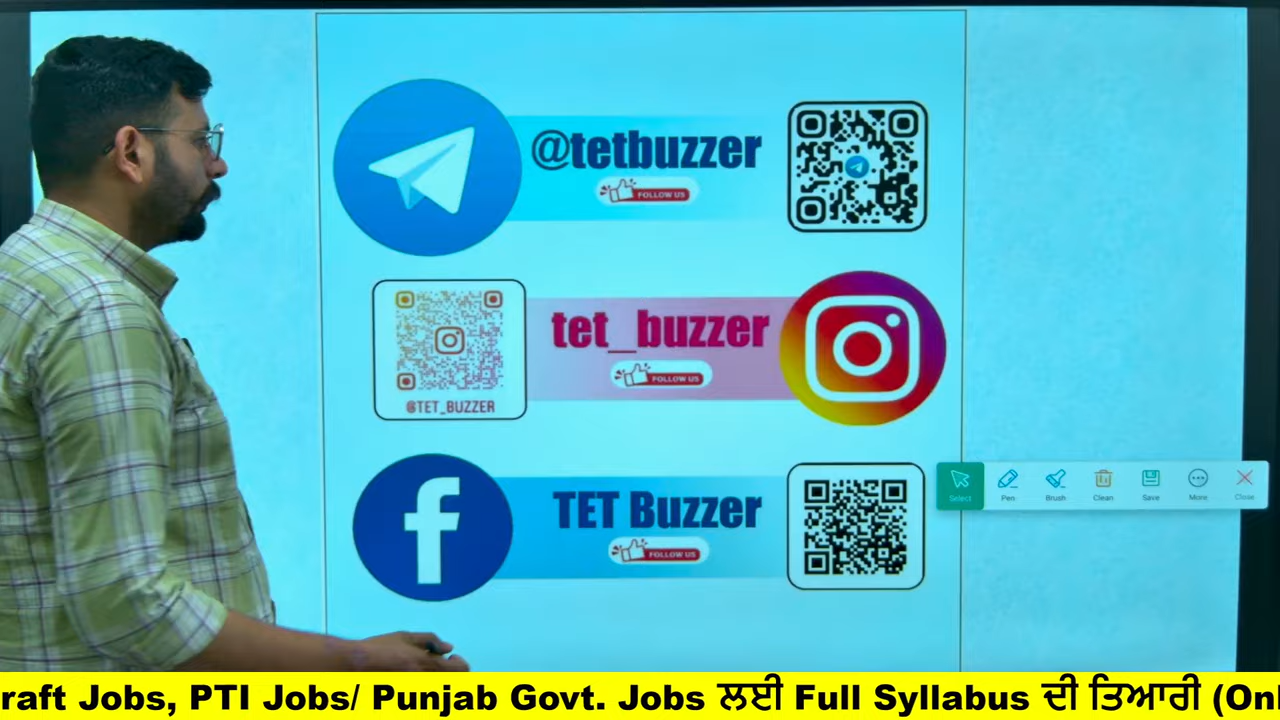 @tetbuzzer
FOLLOW US
tet_buzzer
FOLLOW US
@TET_BUZZER
TET Buzzer
FOLLOW US
Select Pen Brush Clean Save More Close
raft Jobs, PTI Jobs/ Punjab Govt. Jobs ਲਈ Full Syllabus ਦੀ ਤਿਆਰੀ (Onl